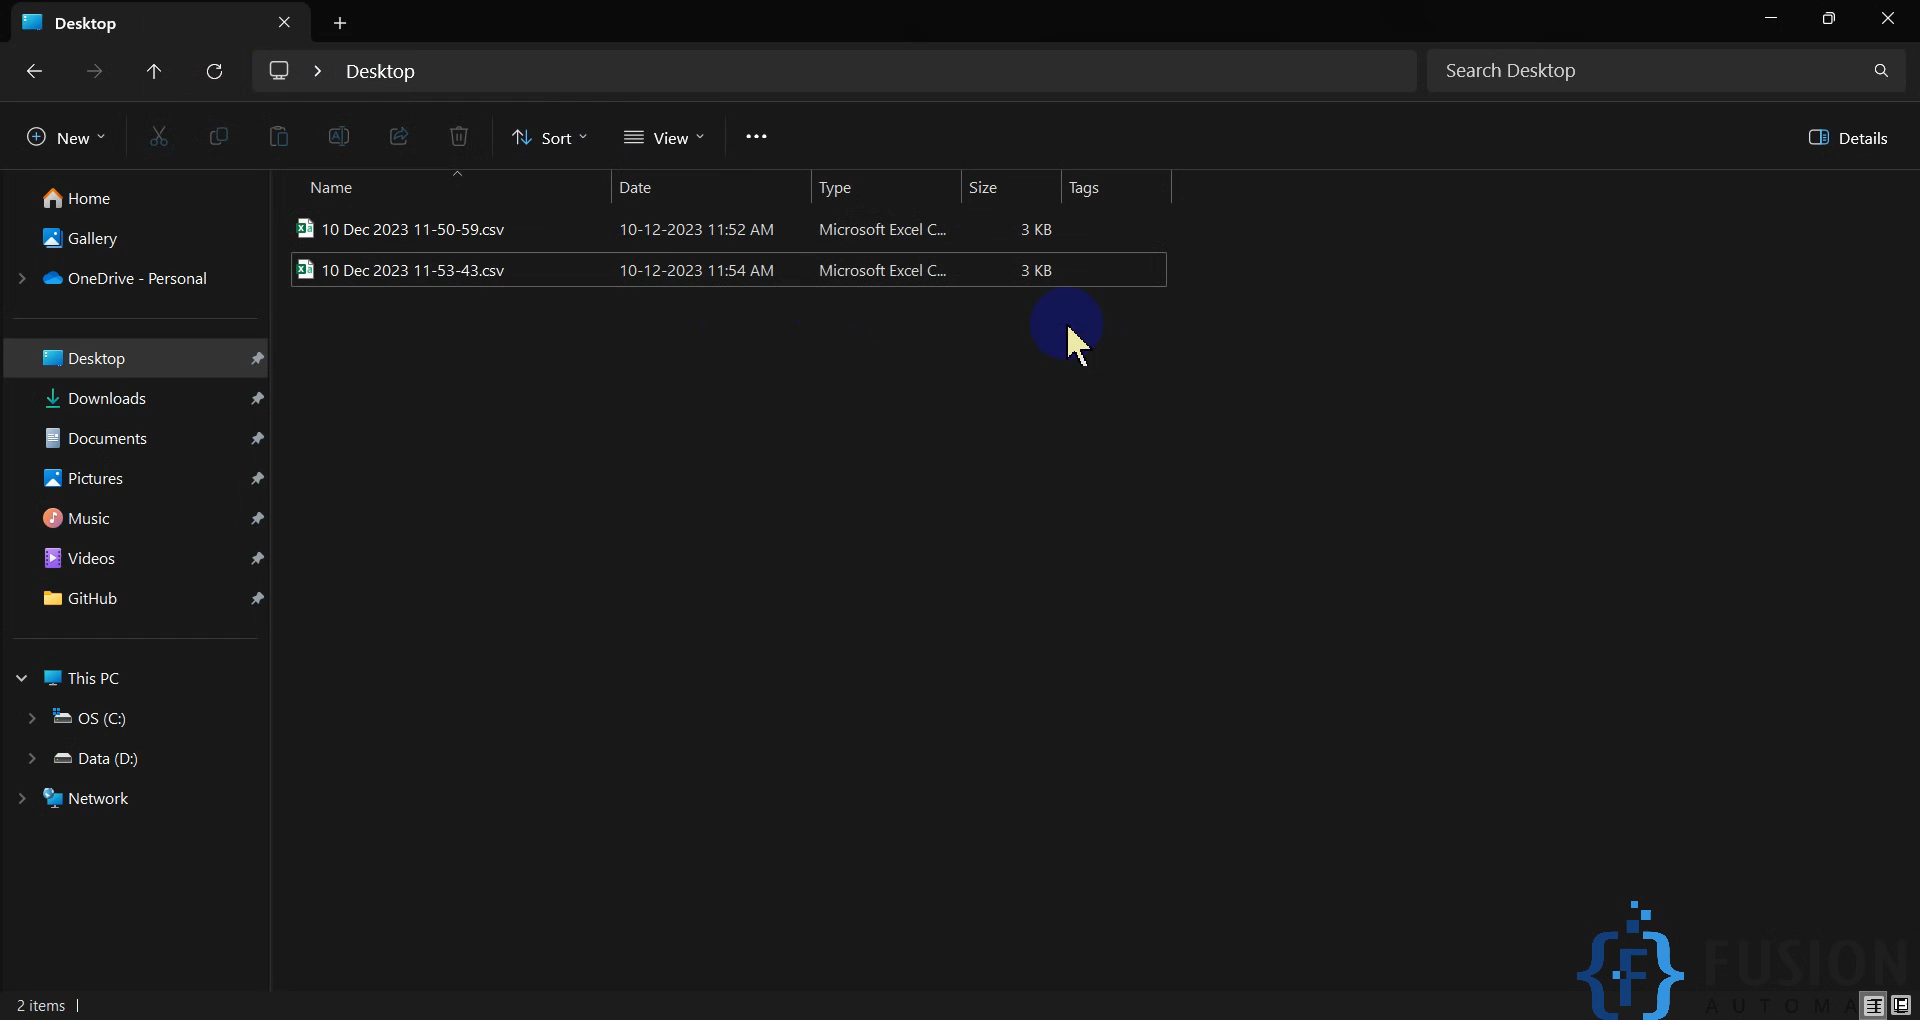 Desktop
Desktop
Search Desktop
New
Sort
View
Details
Name Date Type Size Tags
10 Dec 2023 11-50-59.csv 10-12-2023 11:52 AM Microsoft Excel C... 3 KB
10 Dec 2023 11-53-43.csv 10-12-2023 11:54 AM Microsoft Excel C... 3 KB
Home
Gallery
OneDrive - Personal
Desktop
Downloads
Documents
Pictures
Music
Videos
GitHub
This PC
OS (C:)
Data (D:)
Network
2 items
FUSION
AUTOMA